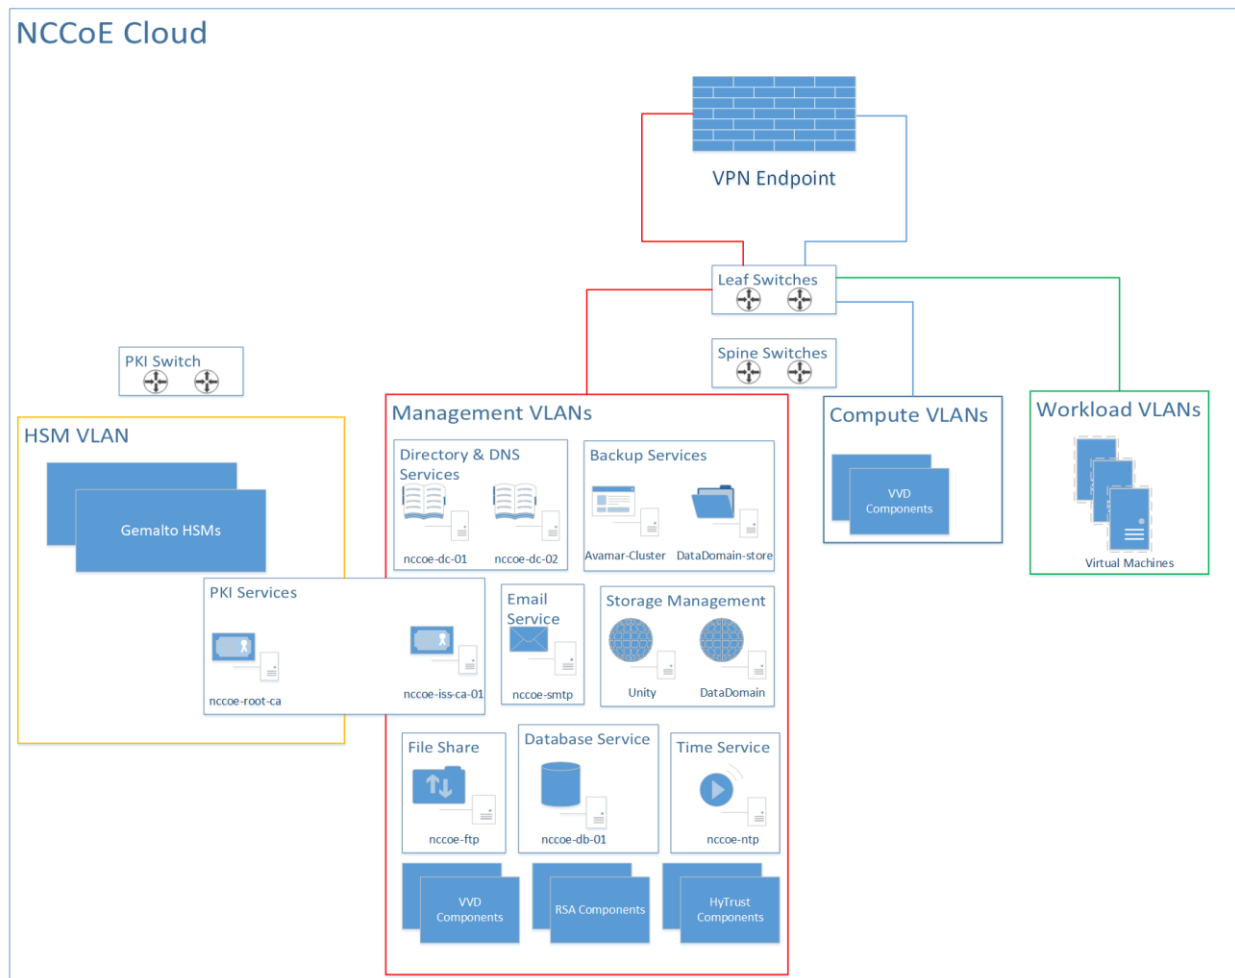 NCCoE Cloud
VPN Endpoint
Leaf Switches
Spine Switches
PKI Switch
HSM VLAN
Gemalto HSMs
Management VLANs
Directory & DNS
Services
nccoe-dc-01
nccoe-dc-02
Backup Services
Avamar-Cluster
DataDomain-store
Compute VLANs
VVD
Components
Workload VLANs
Virtual Machines
PKI Services
nccoe-root-ca
nccoe-iss-ca-01
Email
Service
nccoe-smtp
Storage Management
Unity
DataDomain
File Share
nccoe-ftp
Database Service
nccoe-db-01
Time Service
nccoe-ntp
VVD
Components
RSA Components
HyTrust
Components